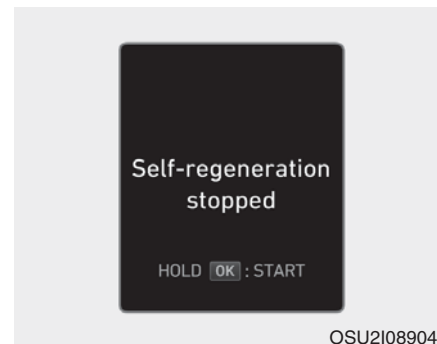 Self-regeneration
stopped
HOLD OK : START
OSU2I08904